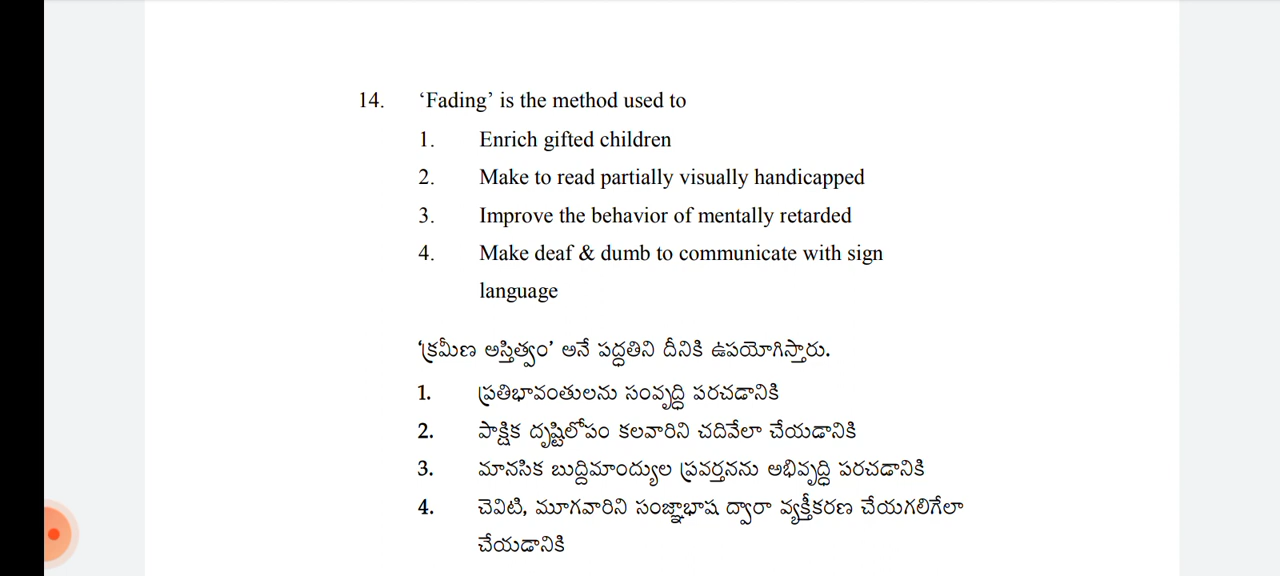 14. ‘Fading’ is the method used to
1. Enrich gifted children
2. Make to read partially visually handicapped
3. Improve the behavior of mentally retarded
4. Make deaf & dumb to communicate with sign
language
‘క్రమీణ అస్తిత్వం’ అనే పద్ధతిని దీనికి ఉపయోగిస్తారు.
1. ప్రతిభావంతులను సంవృద్ధి పరచడానికి
2. పాక్షిక దృష్టిలోపం కలవారిని చదివేలా చేయడానికి
3. మానసిక బుద్దిమాంద్యుల ప్రవర్తనను అభివృద్ధి పరచడానికి
4. చెవిటి, మూగవారిని సంజ్ఞాభాష ద్వారా వ్యక్తీకరణ చేయగలిగేలా
చేయడానికి